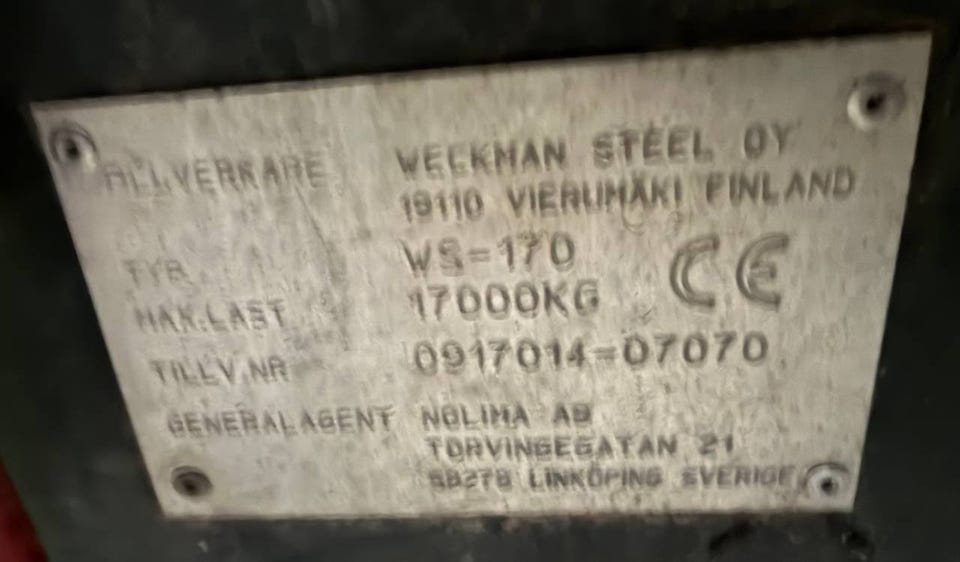 TILLVERKARE WECKMAN STEEL OY
19110 VIERUMÄKI FINLAND
TYP WS-170 CE
MAX.LAST 17000KG
TILLV.NR 0917014-07070
GENERALAGENT NOLIMA AB
TORVINGEGATAN 21
58278 LINKÖPING SVERIGE